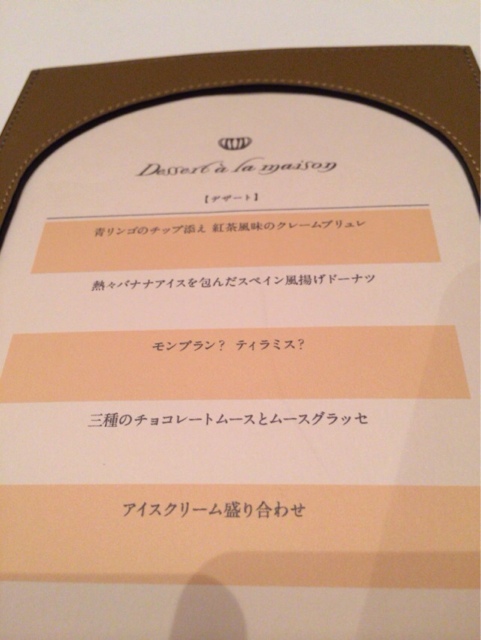 Dessert à la maison
【デザート】
青リンゴのチップ添え 紅茶風味のクレームブリュレ
熱々バナナアイスを包んだスペイン風揚げドーナツ
モンブラン？ ティラミス？
三種のチョコレートムースとムースグラッセ
アイスクリーム盛り合わせ